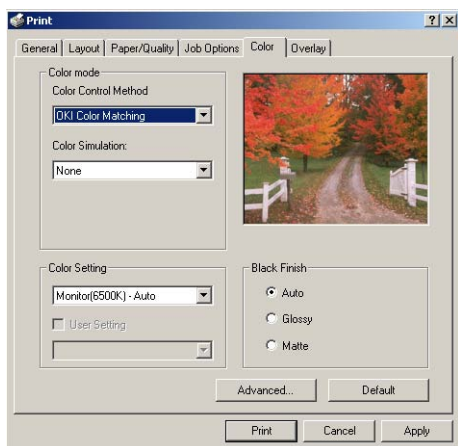 Print
General Layout Paper/Quality Job Options Color Overlay
Color mode
Color Control Method
OKI Color Matching
Color Simulation:
None
Color Setting
Monitor(6500K) - Auto
User Setting
Black Finish
Auto
Glossy
Matte
Advanced... Default
Print Cancel Apply